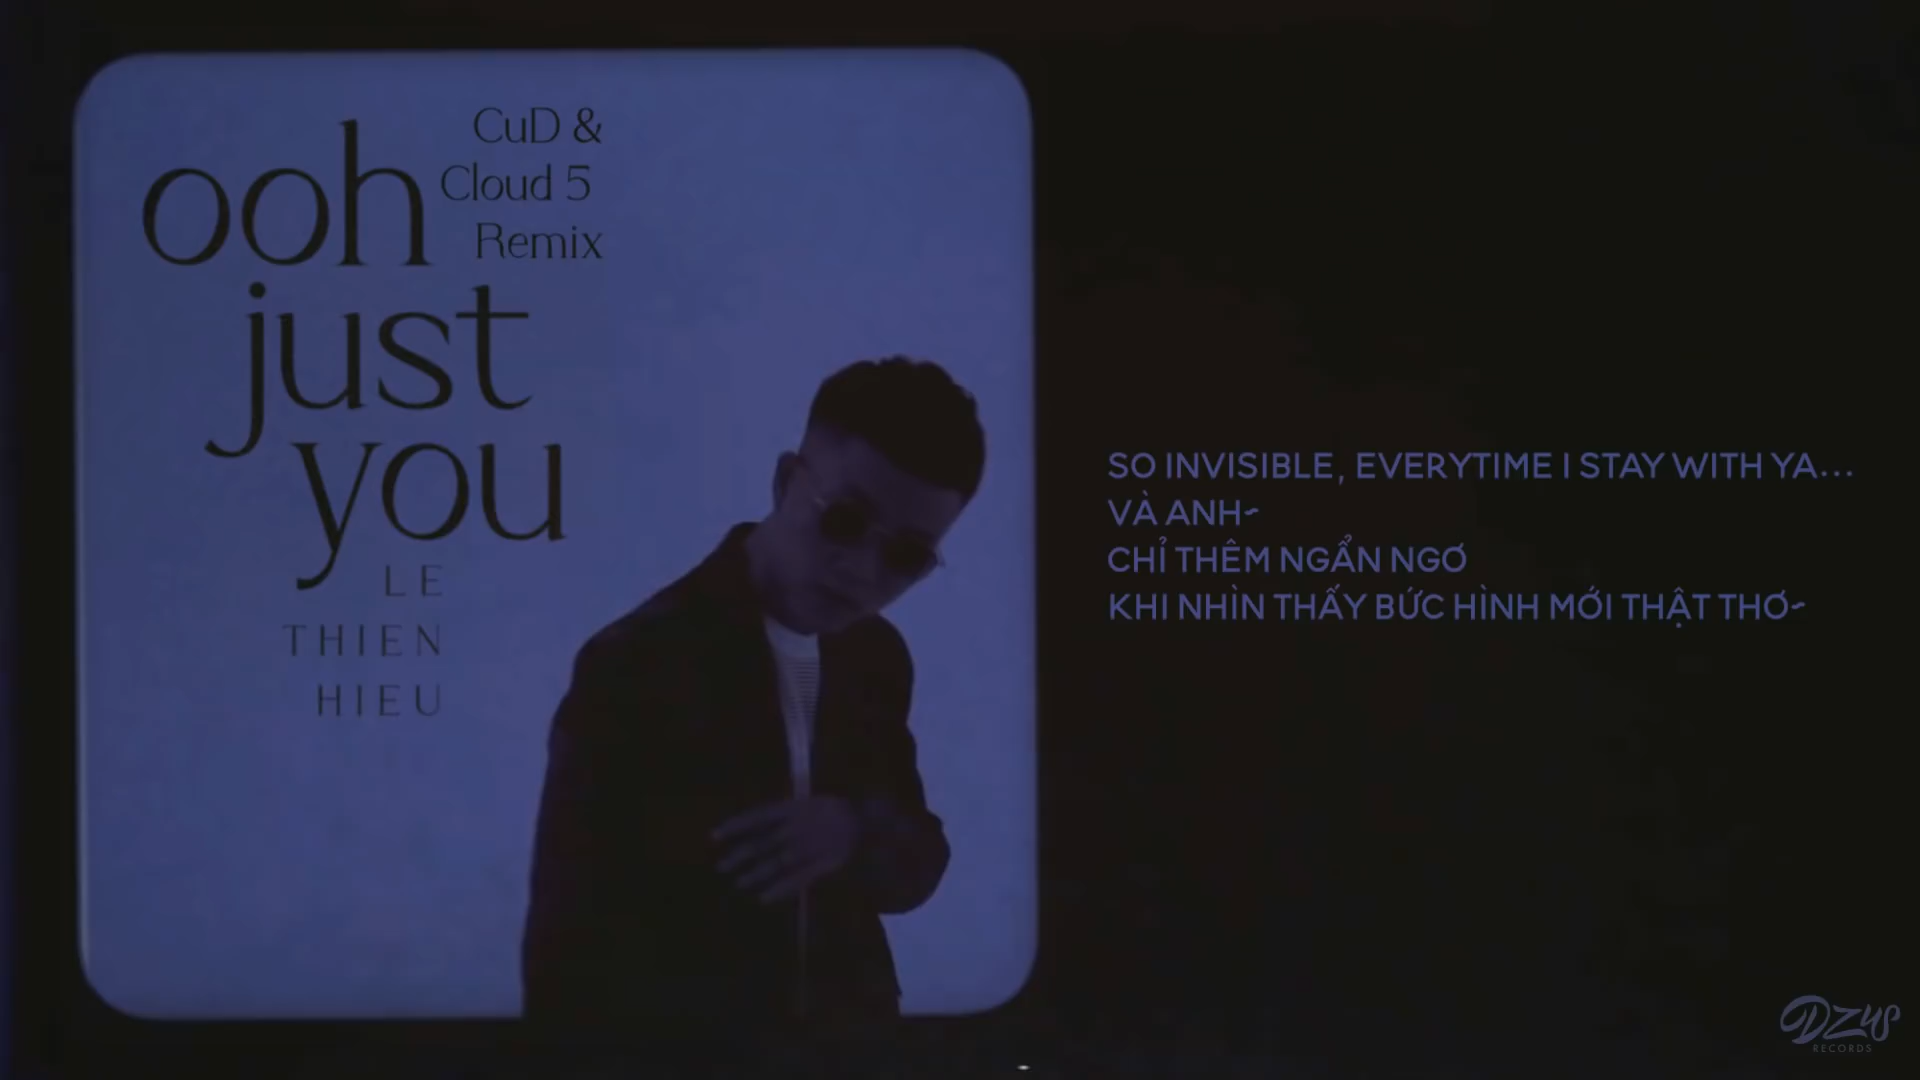 ooh
just
you
CuD &
Cloud 5
Remix
LE
THIEN
HIEU
SO INVISIBLE, EVERYTIME I STAY WITH YA...
VÀ ANH~
CHỈ THÊM NGẨN NGƠ
KHI NHÌN THẤY BỨC HÌNH MỚI THẬT THƠ~
DZUS
RECORDS